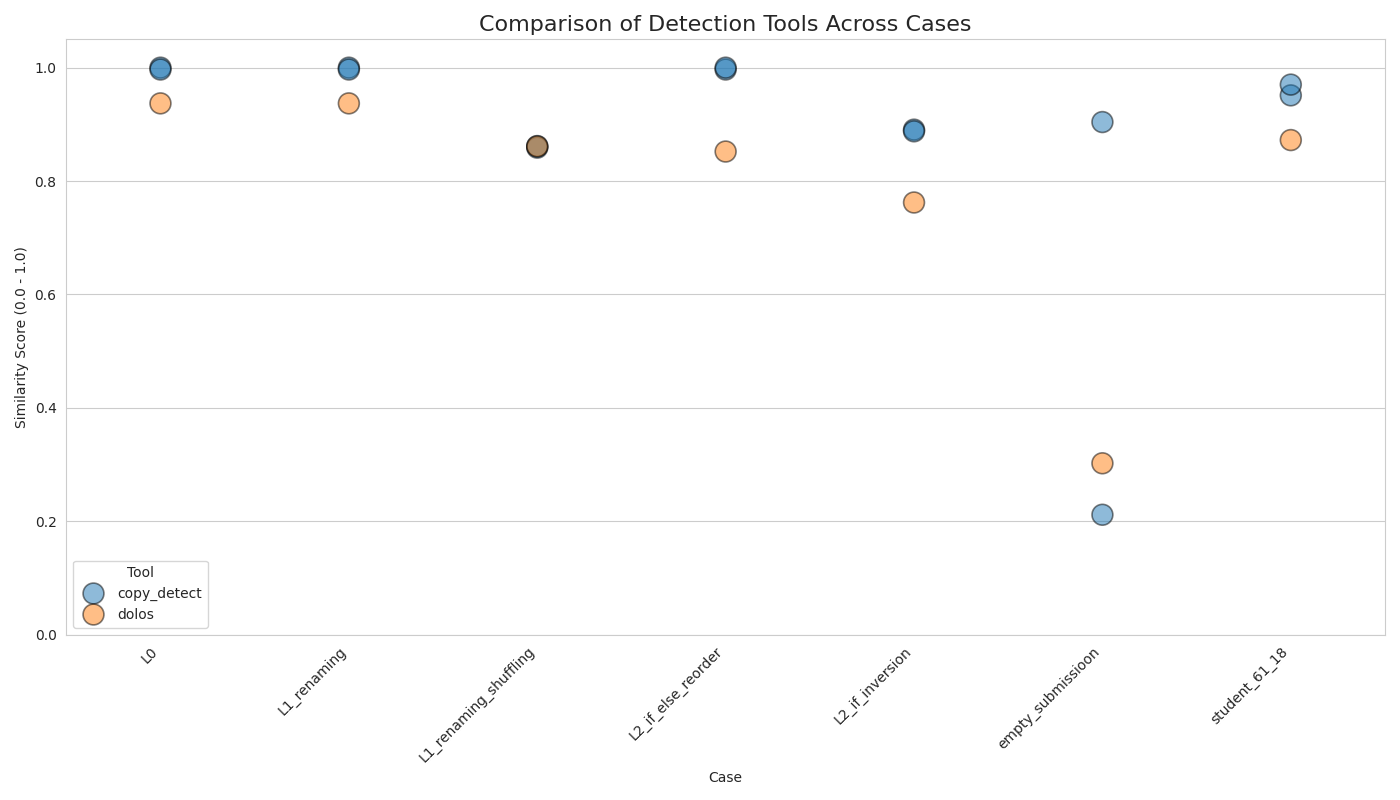 Comparison of Detection Tools Across Cases
Similarity Score (0.0 - 1.0)
1.0
0.8
0.6
0.4
0.2
0.0
Tool
copy_detect
dolos
L0
L1_renaming
L1_renaming_shuffling
L2_if_else_reorder
L2_if_inversion
empty_submissioon
student_61_18
Case